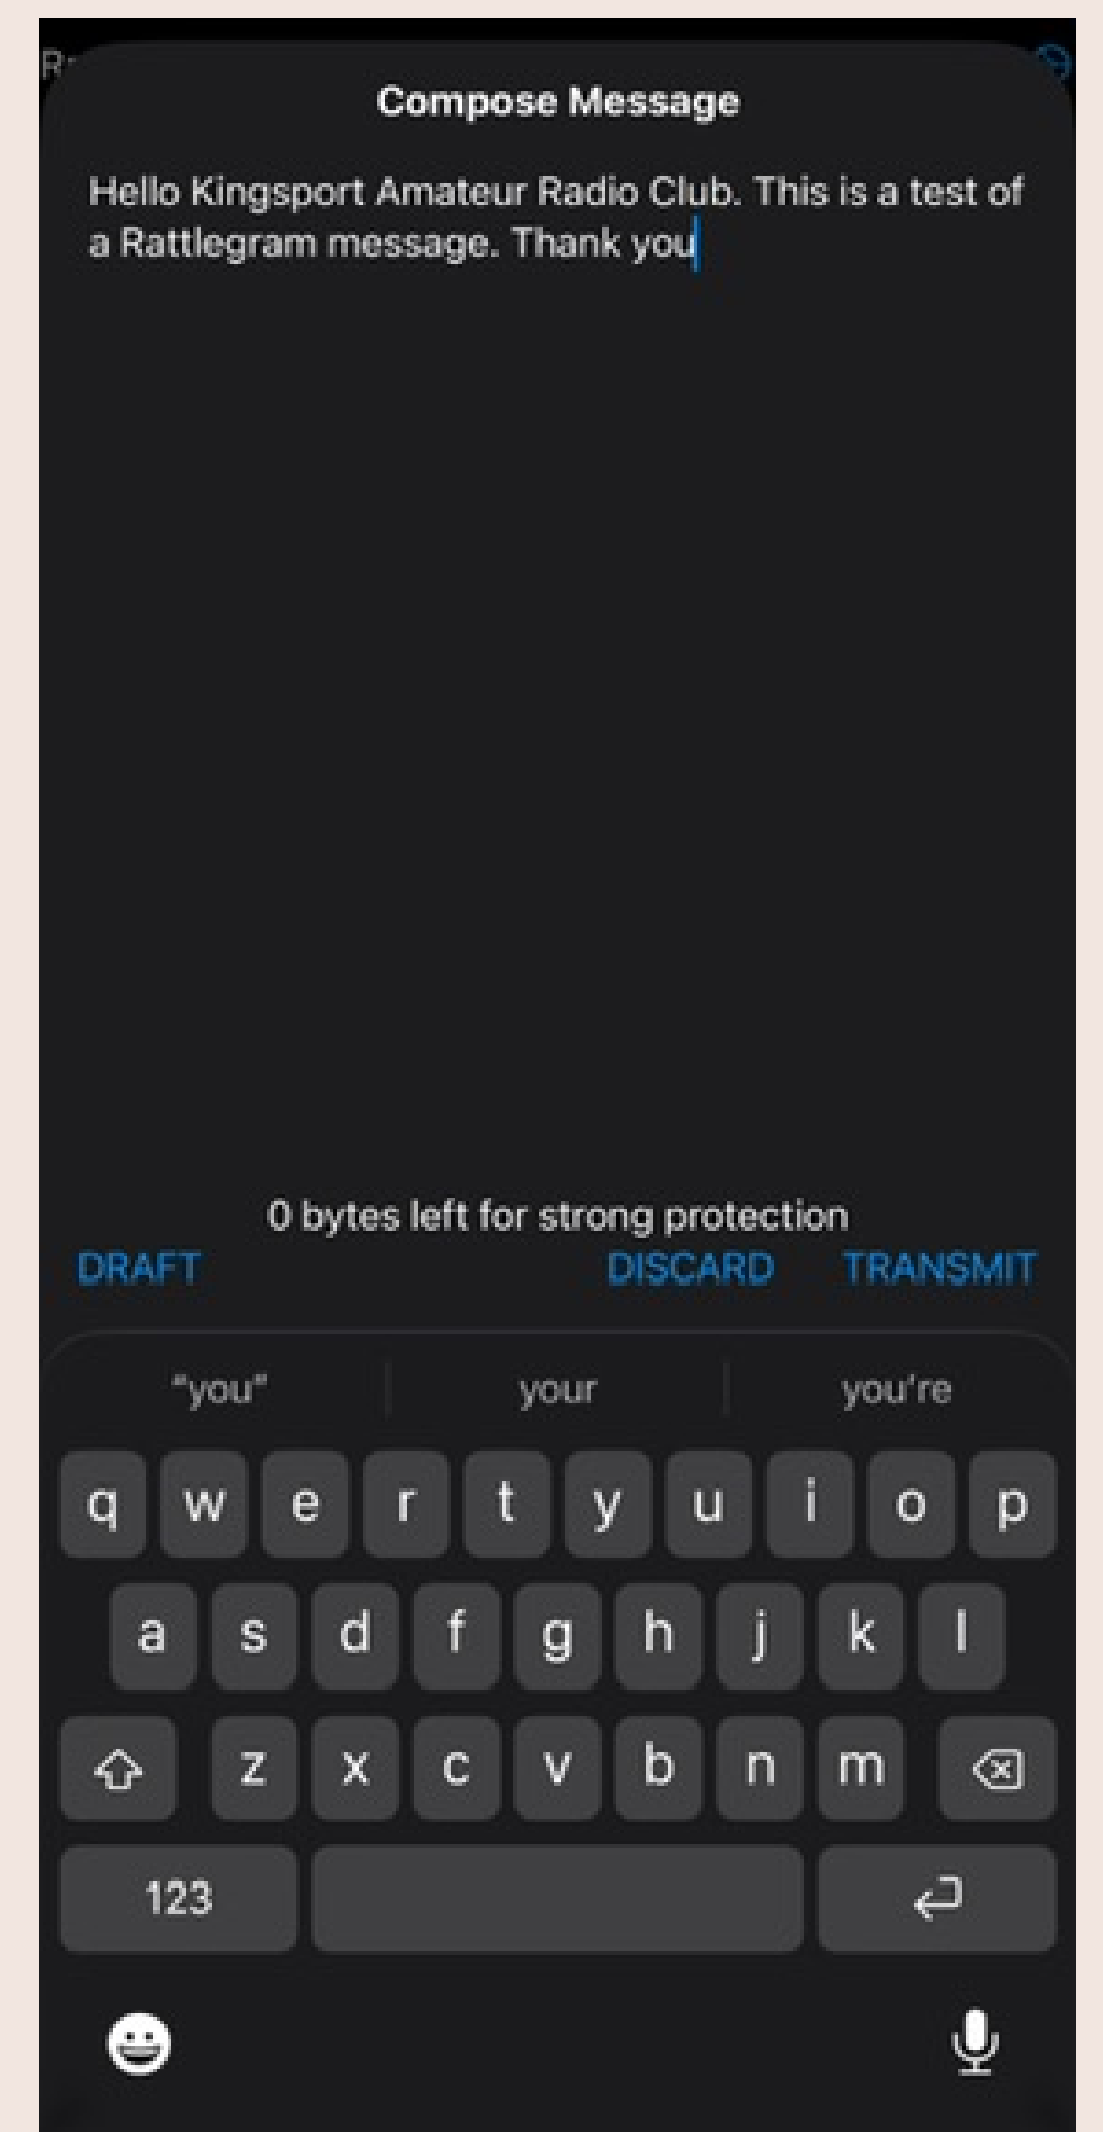 Compose Message
Hello Kingsport Amateur Radio Club. This is a test of
a Rattlegram message. Thank you
0 bytes left for strong protection
DRAFT DISCARD TRANSMIT
"you" your you're
q w e r t y u i o p
a s d f g h j k l
z x c v b n m
123